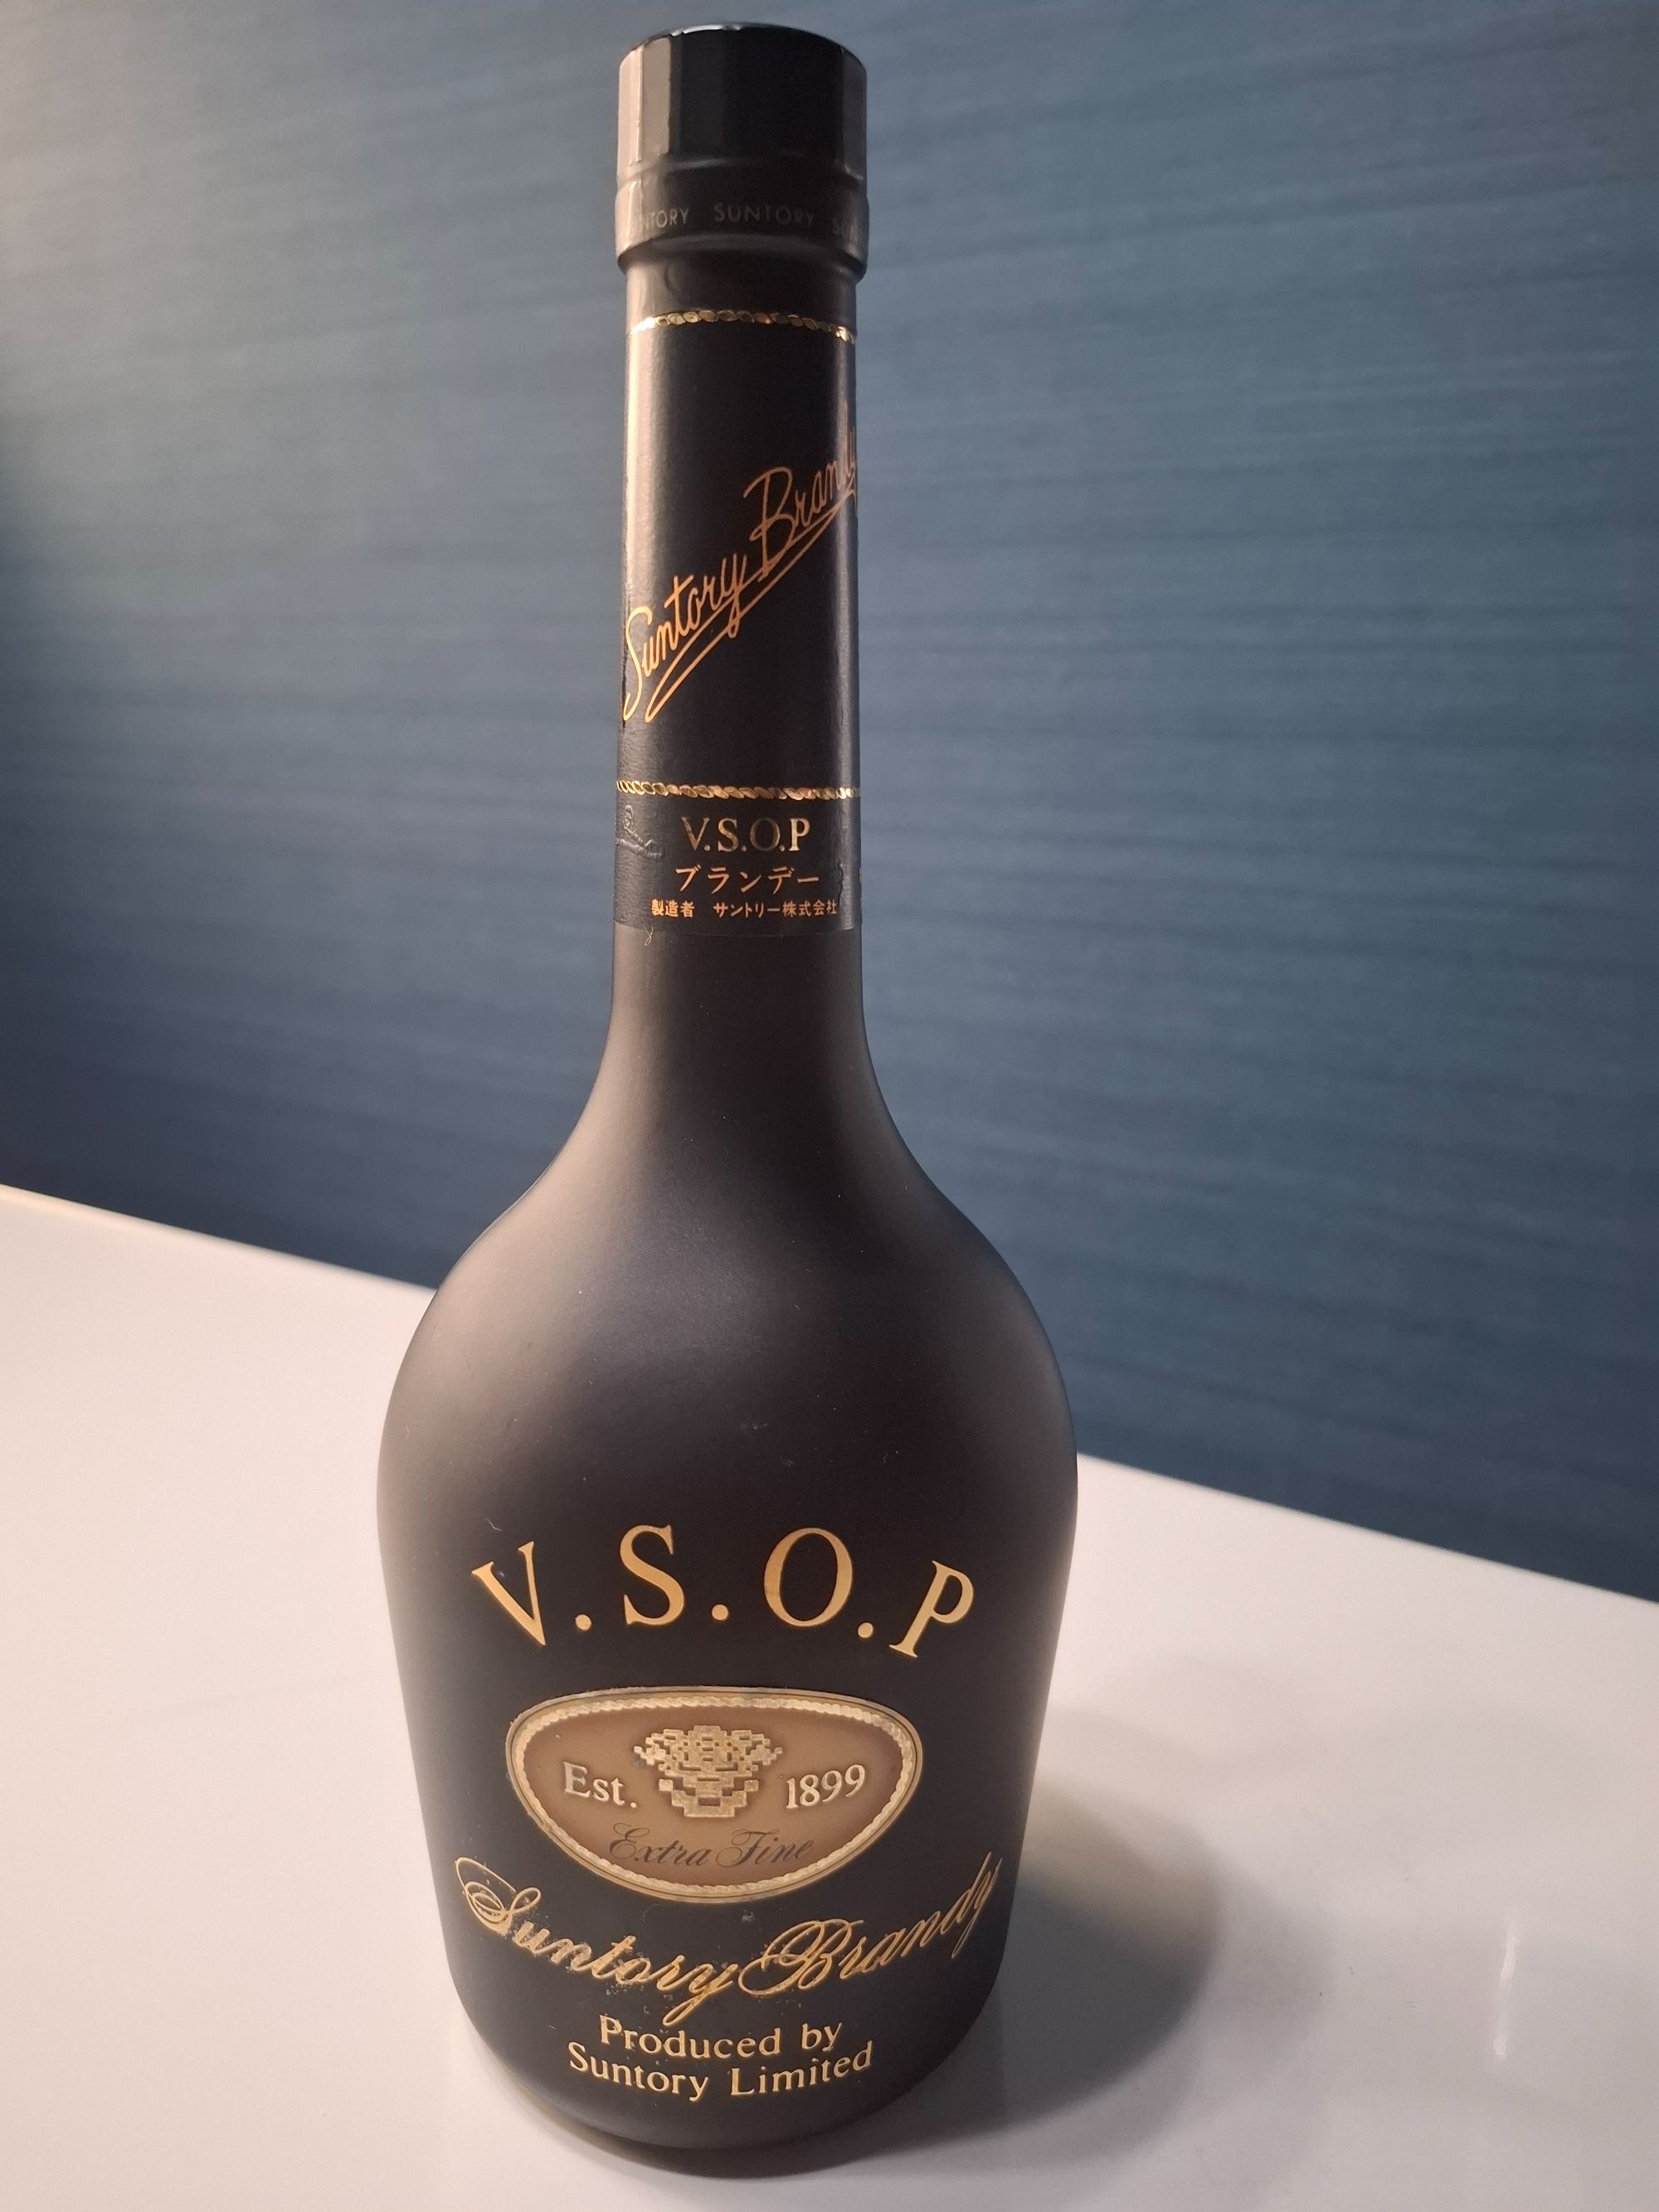 SUNTORY SUNTORY
Suntory Brandy
V.S.O.P
ブランデー
製造者 サントリー株式会社
V.S.O.P
Est. 1899
Extra Fine
Suntory Brandy
Produced by
Suntory Limited